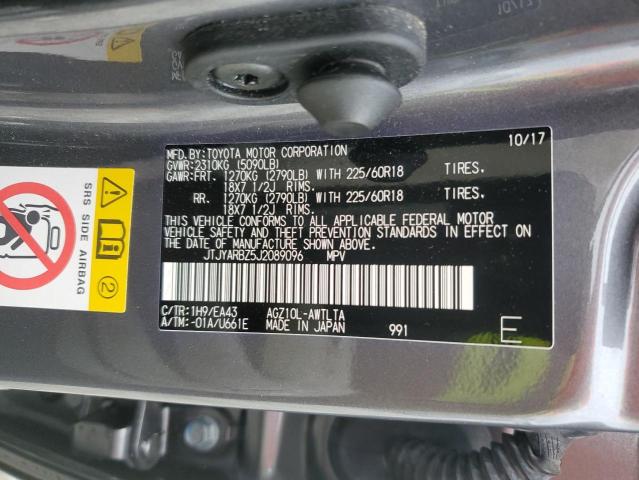 MFD.BY:TOYOTA MOTOR CORPORATION 10/17
GVWR:2310KG (5090LB)
GAWR:FRT. 1270KG (2790LB) WITH 225/60R18 TIRES.
18X7 1/2J RIMS.
RR. 1270KG (2790LB) WITH 225/60R18 TIRES.
18X7 1/2J RIMS.
THIS VEHICLE CONFORMS TO ALL APPLICABLE FEDERAL MOTOR
VEHICLE SAFETY AND THEFT PREVENTION STANDARDS IN EFFECT ON
THE DATE OF MANUFACTURE SHOWN ABOVE.
JTJYARBZ5J2089096 MPV
C/TR:1H9/EA43 AGZ10L-AWTLTA
A/TM:-01A/U661E MADE IN JAPAN 991 E
SRS SIDE AIRBAG
2